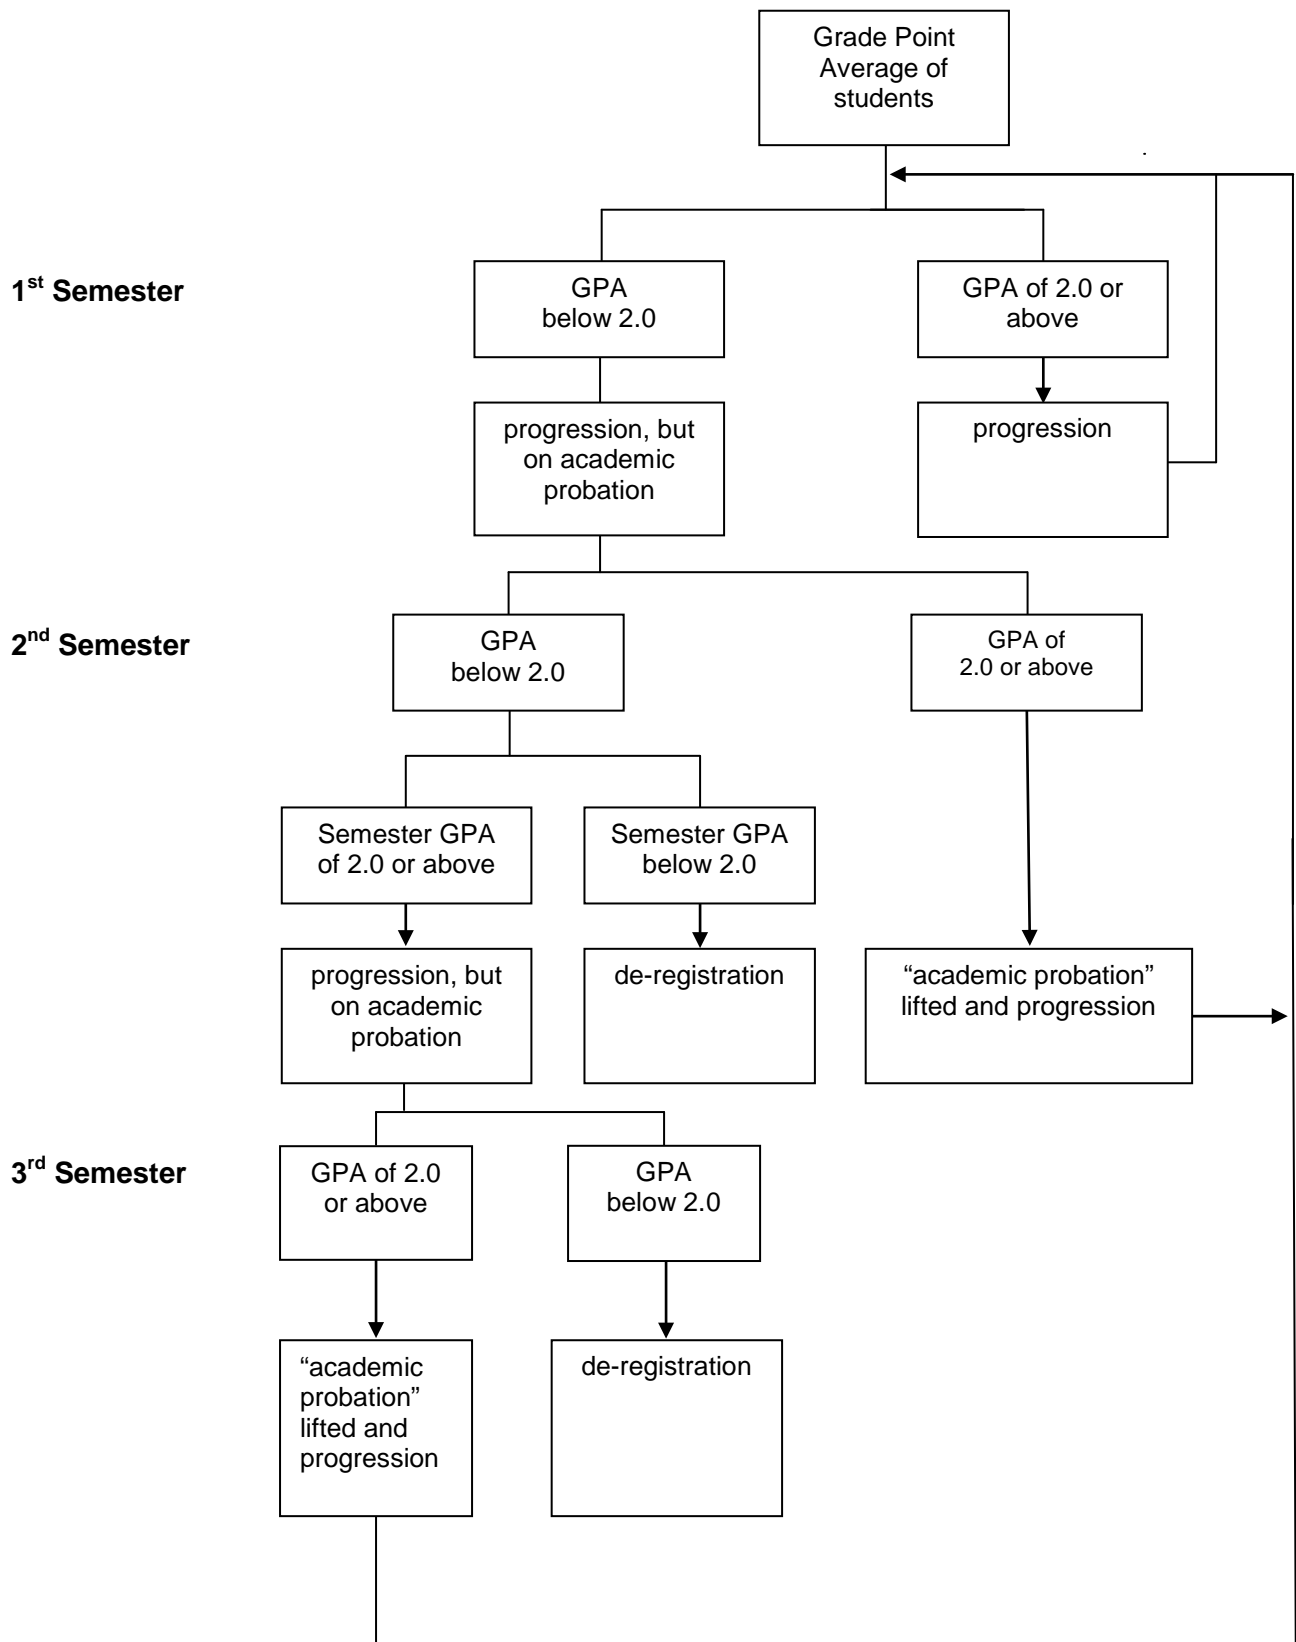 Grade Point
Average of
students
1st Semester
GPA
below 2.0
GPA of 2.0 or
above
progression, but
on academic
probation
progression
2nd Semester
GPA
below 2.0
GPA of
2.0 or above
Semester GPA
of 2.0 or above
Semester GPA
below 2.0
progression, but
on academic
probation
de-registration
“academic probation”
lifted and progression
3rd Semester
GPA of 2.0
or above
GPA
below 2.0
“academic
probation”
lifted and
progression
de-registration